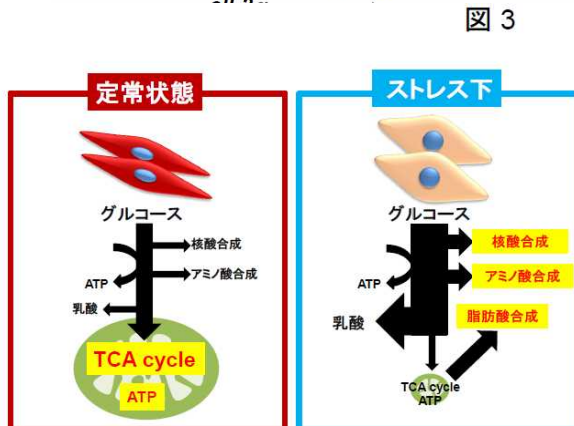 図 3
定常状態
グルコース
核酸合成
アミノ酸合成
ATP
乳酸
TCA cycle
ATP
ストレス下
グルコース
核酸合成
アミノ酸合成
ATP
脂肪酸合成
乳酸
TCA cycle
ATP